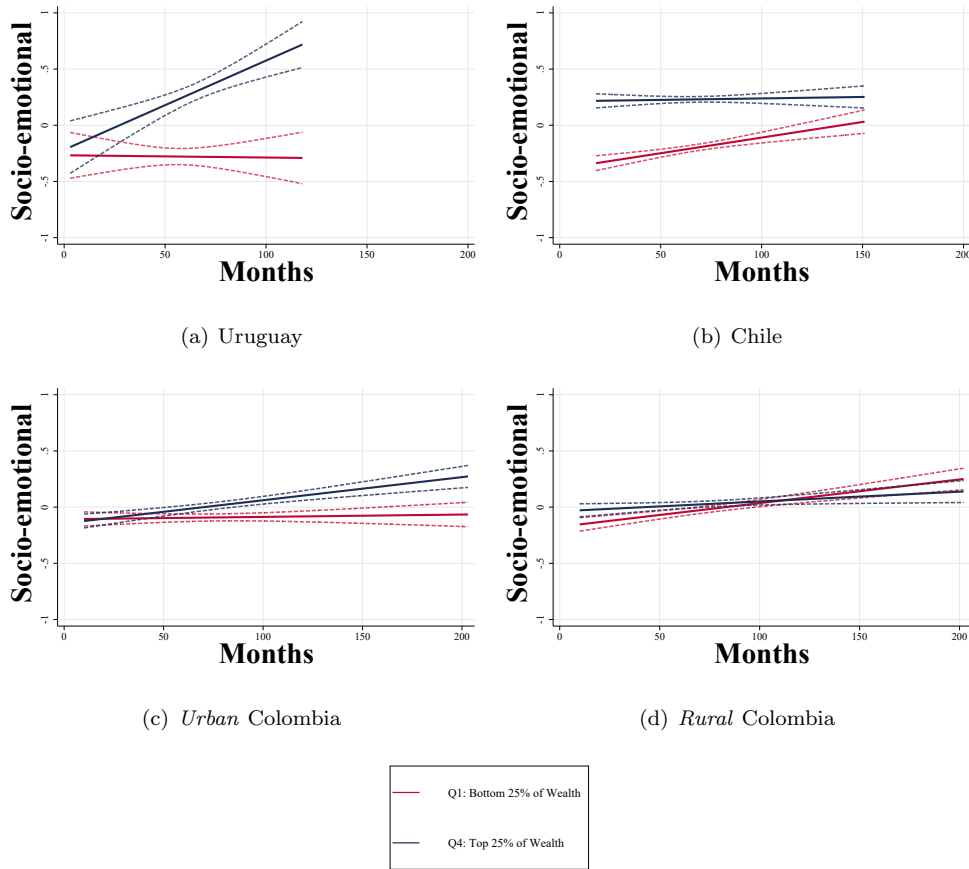 Socio-emotional
-1 -.5 0 .5 1
0 50 100 150 200
Months
(a) Uruguay
Socio-emotional
-1 -.5 0 .5 1
0 50 100 150 200
Months
(b) Chile
Socio-emotional
-1 -.5 0 .5 1
0 50 100 150 200
Months
(c) Urban Colombia
Socio-emotional
-1 -.5 0 .5 1
0 50 100 150 200
Months
(d) Rural Colombia
Q1: Bottom 25% of Wealth
Q4: Top 25% of Wealth